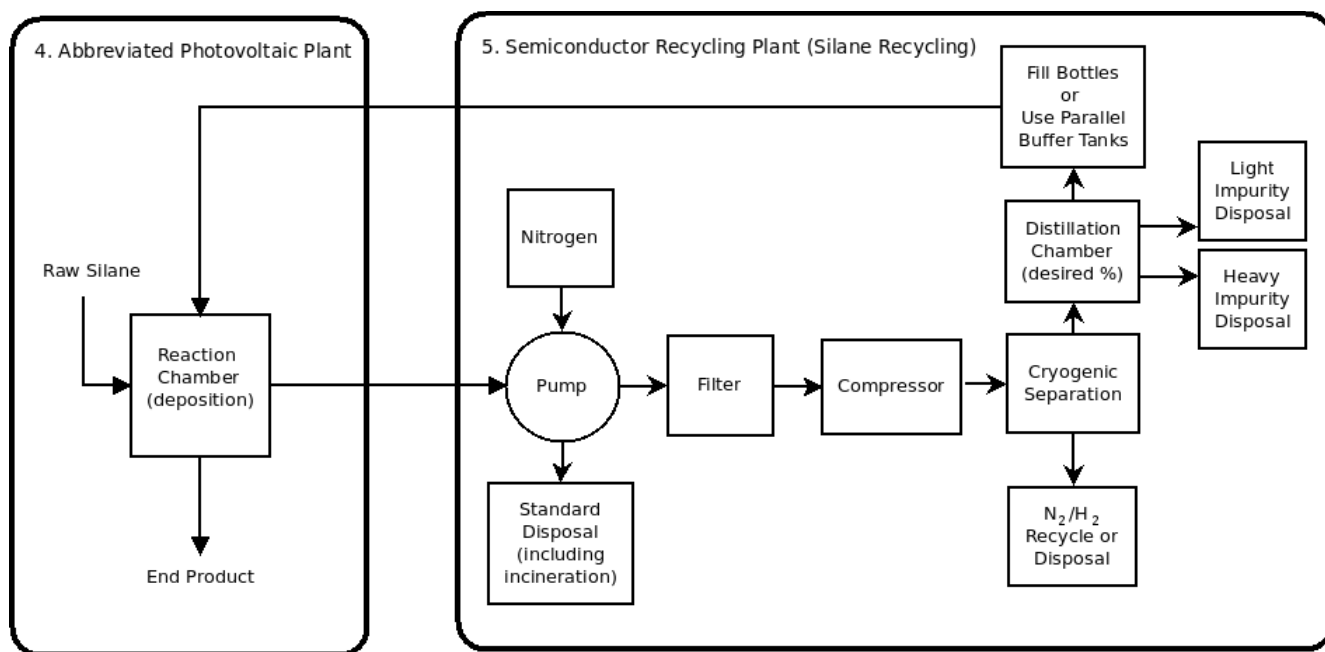 4. Abbreviated Photovoltaic Plant
5. Semiconductor Recycling Plant (Silane Recycling)
Fill Bottles
or
Use Parallel
Buffer Tanks
Light
Impurity
Disposal
Nitrogen
Distillation
Chamber
(desired %)
Heavy
Impurity
Disposal
Raw Silane
Reaction
Chamber
(deposition)
Pump
Filter
Compressor
Cryogenic
Separation
Standard
Disposal
(including
incineration)
N₂/H₂
Recycle or
Disposal
End Product